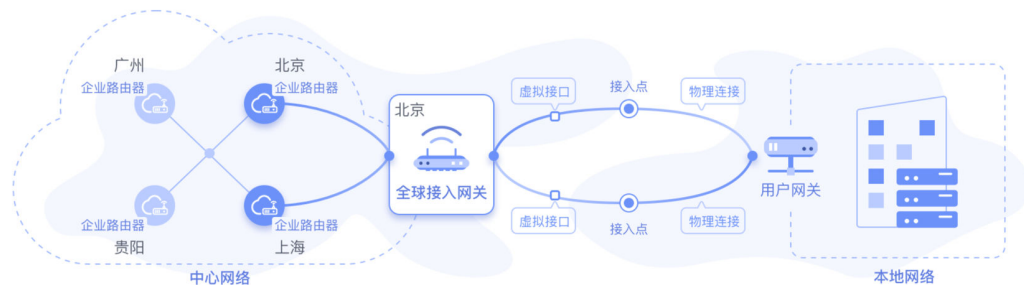 广州
企业路由器
北京
企业路由器
企业路由器
贵阳
企业路由器
上海
中心网络
北京
全球接入网关
虚拟接口
接入点
物理连接
虚拟接口
接入点
物理连接
用户网关
本地网络